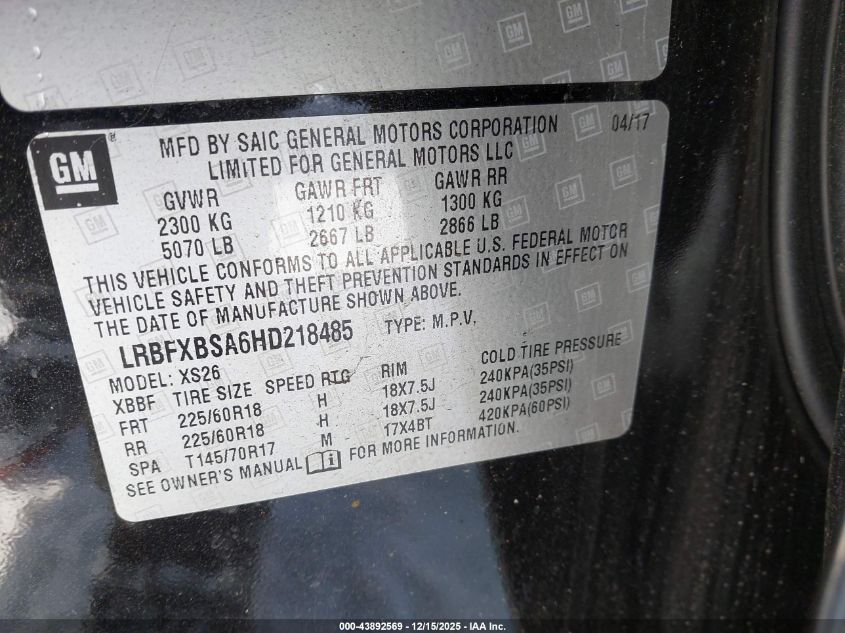 GM
MFD BY SAIC GENERAL MOTORS CORPORATION 04/17
LIMITED FOR GENERAL MOTORS LLC
GVWR GAWR FRT GAWR RR
2300 KG 1210 KG 1300 KG
5070 LB 2667 LB 2866 LB
THIS VEHICLE CONFORMS TO ALL APPLICABLE U.S. FEDERAL MOTOR
VEHICLE SAFETY AND THEFT PREVENTION STANDARDS IN EFFECT ON
THE DATE OF MANUFACTURE SHOWN ABOVE.
LRBFXBSA6HD218485 TYPE: M.P.V.
MODEL: XS26
XBBF TIRE SIZE SPEED RTG RIM COLD TIRE PRESSURE
FRT 225/60R18 H 18X7.5J 240KPA(35PSI)
RR 225/60R18 H 18X7.5J 240KPA(35PSI)
SPA T145/70R17 M 17X4BT 420KPA(60PSI)
SEE OWNER'S MANUAL FOR MORE INFORMATION.
000-43892569 - 12/15/2025 - IAA Inc.